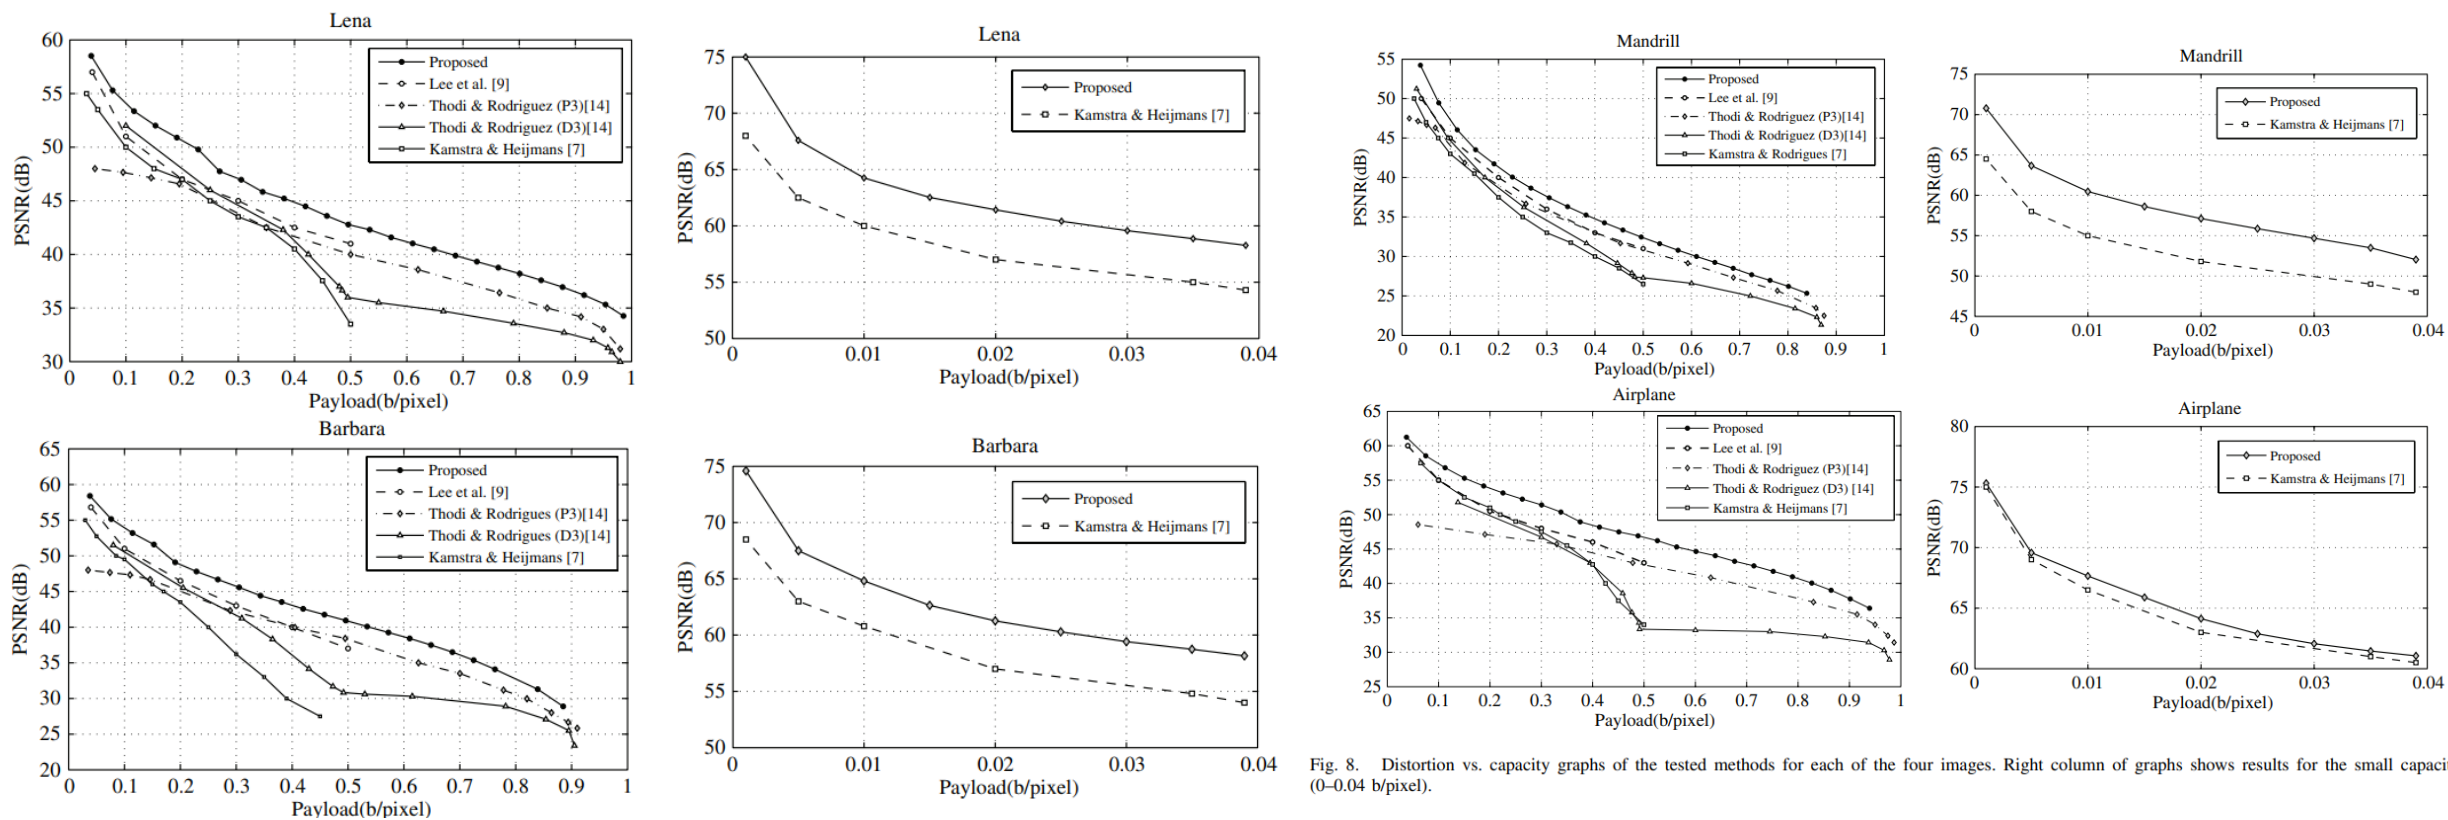 Lena
60
55
50
45
40
35
30
PSNR(dB)
Proposed
Lee et al. [9]
Thodi & Rodriguez (P3)[14]
Thodi & Rodriguez (D3)[14]
Kamstra & Heijmans [7]
0 0.1 0.2 0.3 0.4 0.5 0.6 0.7 0.8 0.9 1
Payload(b/pixel)
Lena
75
70
65
60
55
50
PSNR(dB)
Proposed
Kamstra & Heijmans [7]
0 0.01 0.02 0.03 0.04
Payload(b/pixel)
Barbara
65
60
55
50
45
40
35
30
25
20
PSNR(dB)
Proposed
Lee et al. [9]
Thodi & Rodrigues (P3)[14]
Thodi & Rodrigues (D3)[14]
Kamstra & Heijmans [7]
0 0.1 0.2 0.3 0.4 0.5 0.6 0.7 0.8 0.9 1
Payload(b/pixel)
Barbara
75
70
65
60
55
50
PSNR(dB)
Proposed
Kamstra & Heijmans [7]
0 0.01 0.02 0.03 0.04
Payload(b/pixel)
Mandrill
55
50
45
40
35
30
25
20
PSNR(dB)
Proposed
Lee et al. [9]
Thodi & Rodriguez (P3)[14]
Thodi & Rodriguez (D3)[14]
Kamstra & Rodrigues [7]
0 0.1 0.2 0.3 0.4 0.5 0.6 0.7 0.8 0.9 1
Payload(b/pixel)
Mandrill
75
70
65
60
55
50
45
PSNR(dB)
Proposed
Kamstra & Heijmans [7]
0 0.01 0.02 0.03 0.04
Payload(b/pixel)
Airplane
65
60
55
50
45
40
35
30
25
PSNR(dB)
Proposed
Lee et al. [9]
Thodi & Rodriguez (P3)[14]
Thodi & Rodriguez (D3) [14]
Kamstra & Heijmans [7]
0 0.1 0.2 0.3 0.4 0.5 0.6 0.7 0.8 0.9 1
Payload(b/pixel)
Airplane
80
75
70
65
60
PSNR(dB)
Proposed
Kamstra & Heijmans [7]
0 0.01 0.02 0.03 0.04
Payload(b/pixel)
Fig. 8. Distortion vs. capacity graphs of the tested methods for each of the four images. Right column of graphs shows results for the small capacit
(0–0.04 b/pixel).